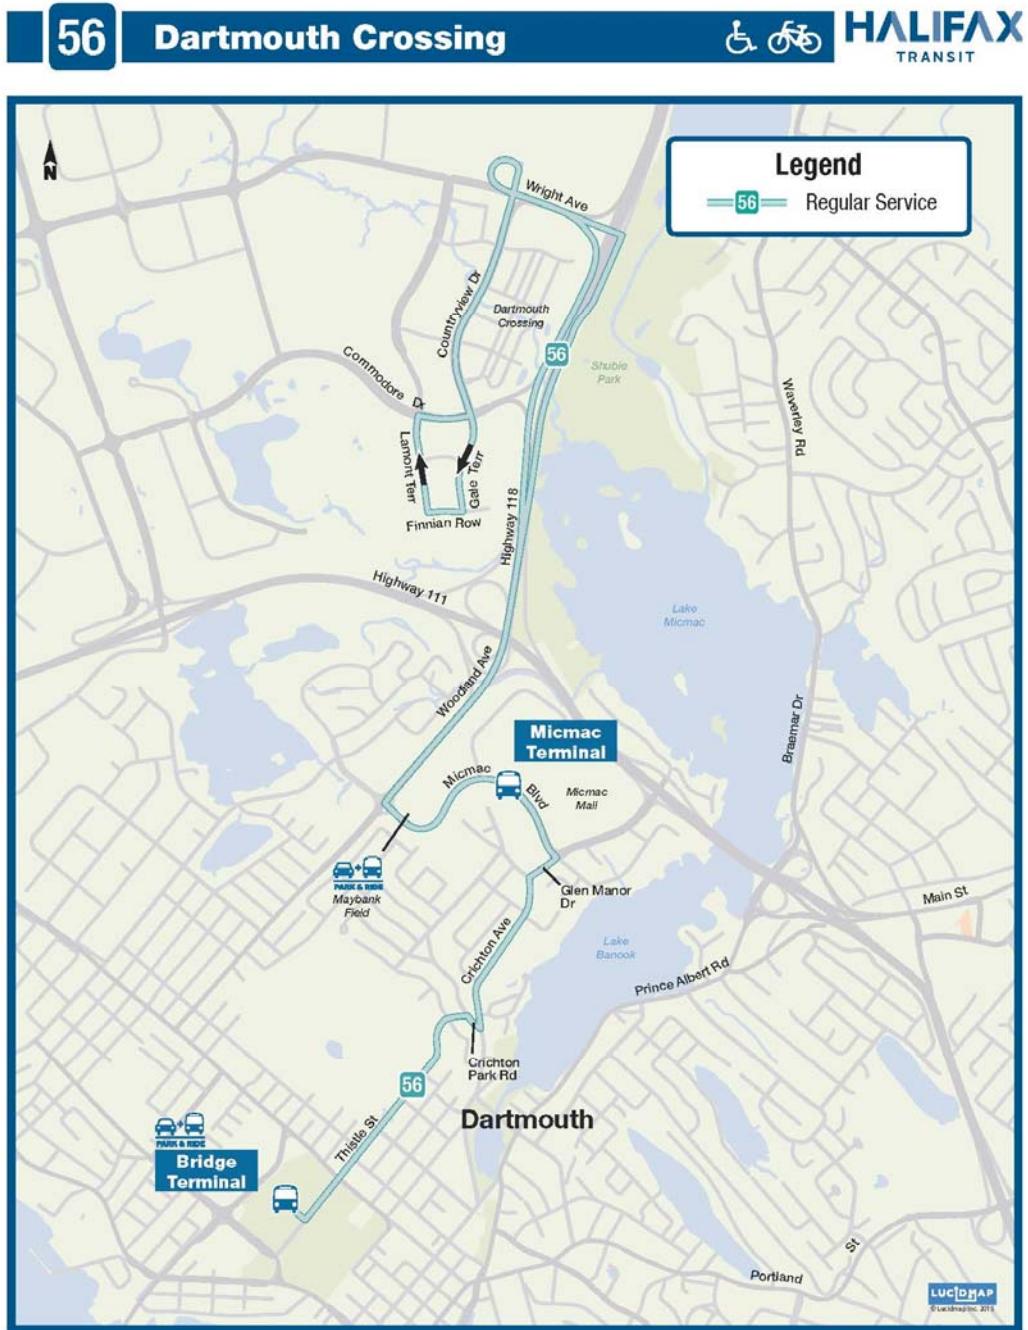 56 Dartmouth Crossing
HALIFAX
TRANSIT
N
Legend
56 Regular Service
Wright Ave
Countryview Dr
Dartmouth
Crossing
56
Shubie
Park
Commodore Dr
Waverley Rd
Lamont Terr
Gale Terr
Finnian Row
Highway 118
Highway 111
Lake
Micmac
Woodland Ave
Braemar Dr
Micmac
Terminal
Micmac Blvd
Micmac
Mall
PARK & RIDE
Maybank
Field
Glen Manor
Dr
Main St
Crichton Ave
Lake
Banook
Prince Albert Rd
Crichton
Park Rd
56
Dartmouth
Thistle St
PARK & RIDE
Bridge
Terminal
Portland St
LUCIDMAP
© Lucidmap Inc. 2015